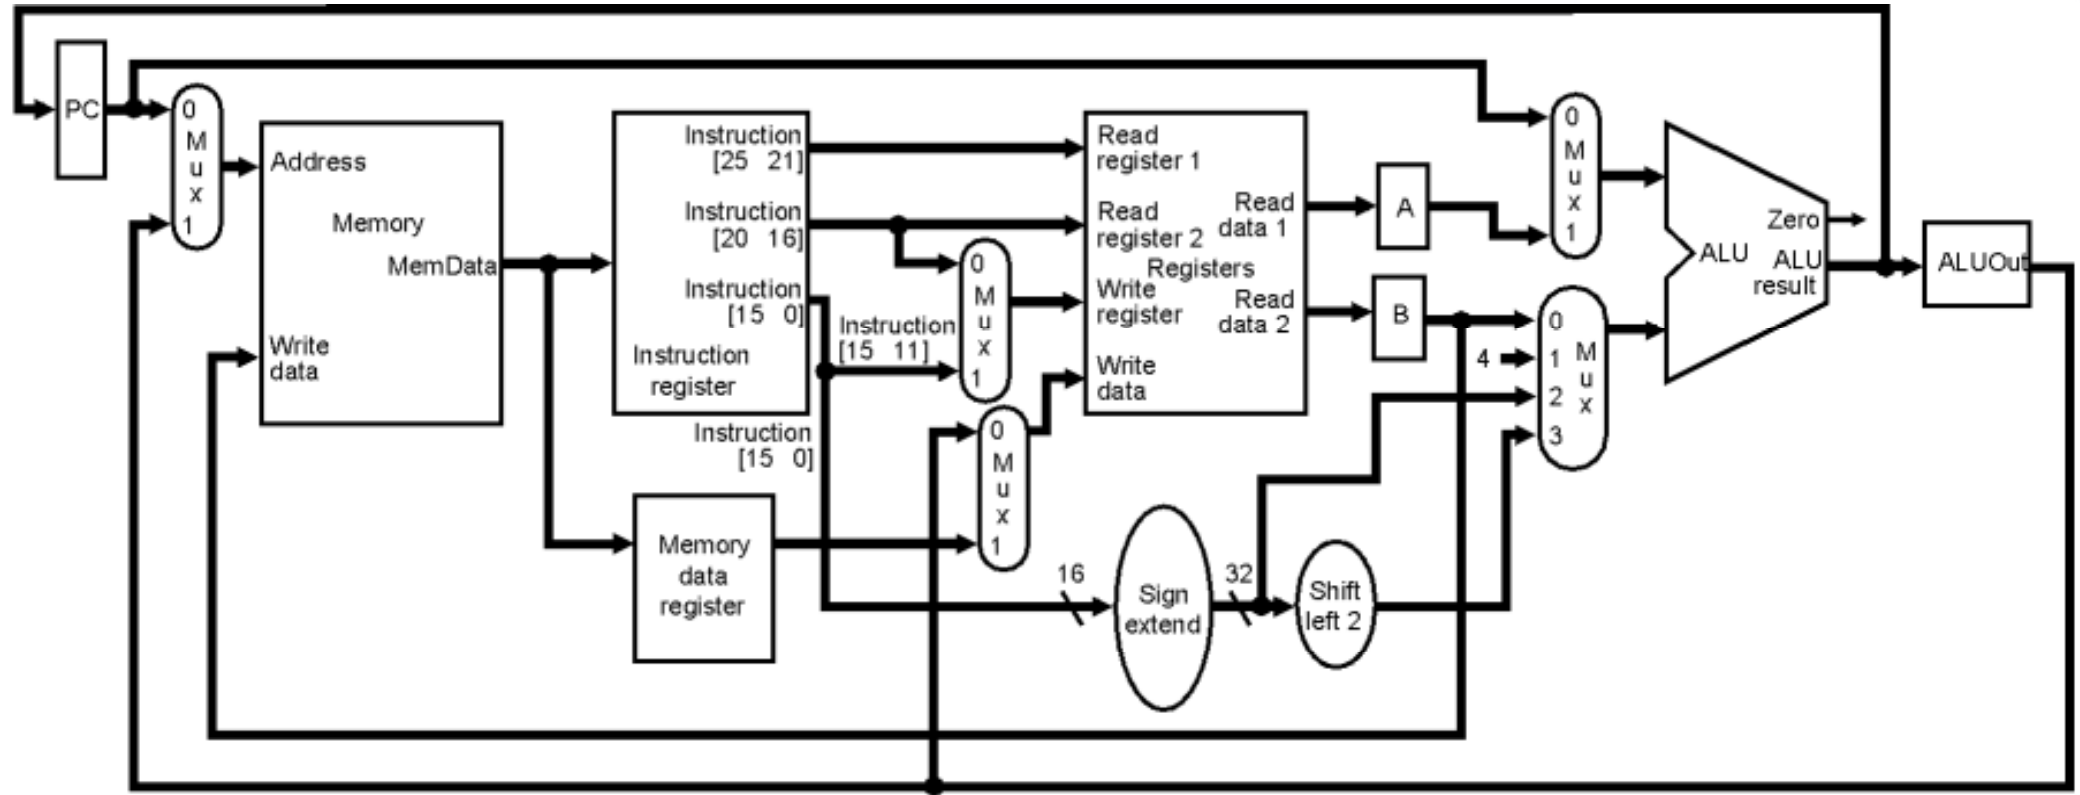 PC
0
M
u
x
1
Address
Memory
MemData
Write
data
Instruction
[25 21]
Instruction
[20 16]
Instruction
[15 0]
Instruction
register
Instruction
[15 0]
Instruction
[15 11]
Memory
data
register
0
M
u
x
1
0
M
u
x
1
Read
register 1
Read
register 2
Registers
Write
register
Write
data
Read
data 1
Read
data 2
16
Sign
extend
32
Shift
left 2
A
B
4
0
M
u
x
1
0
1
2
3
M
u
x
Zero
ALU
ALU
result
ALUOut